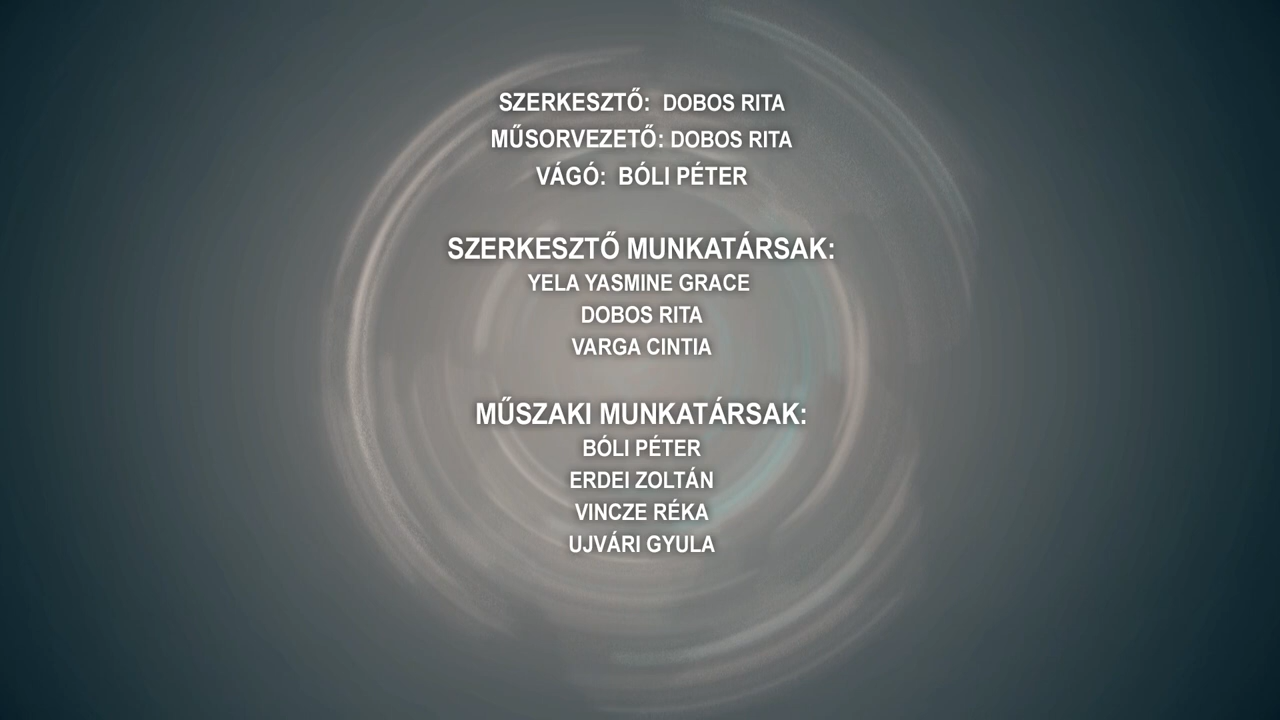 SZERKESZTŐ: DOBOS RITA
MŰSORVEZETŐ: DOBOS RITA
VÁGÓ: BÓLI PÉTER
SZERKESZTŐ MUNKATÁRSAK:
YELA YASMINE GRACE
DOBOS RITA
VARGA CINTIA
MŰSZAKI MUNKATÁRSAK:
BÓLI PÉTER
ERDEI ZOLTÁN
VINCZE RÉKA
UJVÁRI GYULA